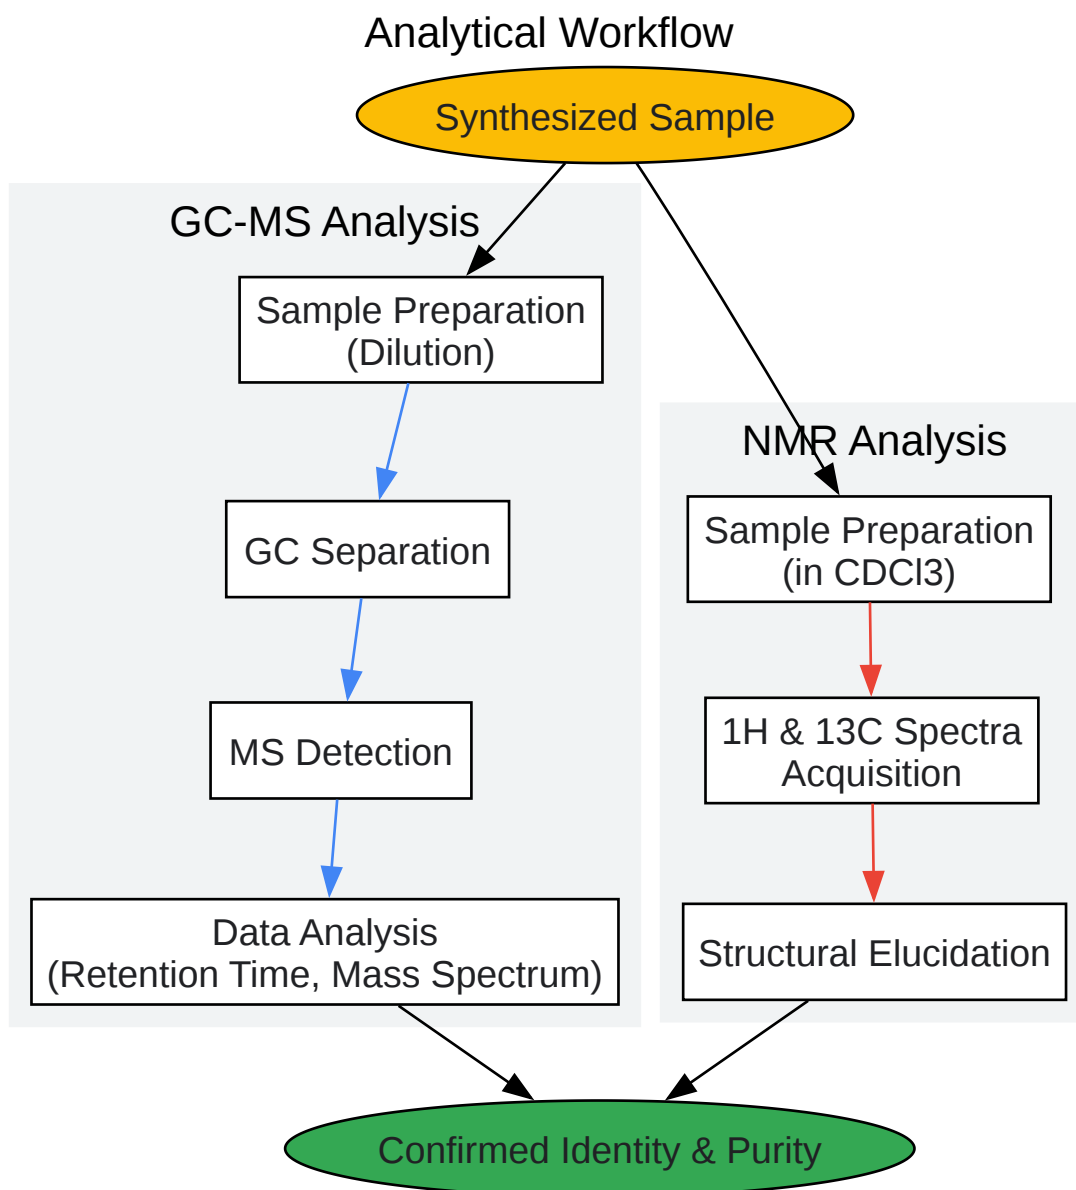 Analytical Workflow
Synthesized Sample
GC-MS Analysis
Sample Preparation
(Dilution)
GC Separation
MS Detection
Data Analysis
(Retention Time, Mass Spectrum)
NMR Analysis
Sample Preparation
(in CDCl3)
1H & 13C Spectra
Acquisition
Structural Elucidation
Confirmed Identity & Purity